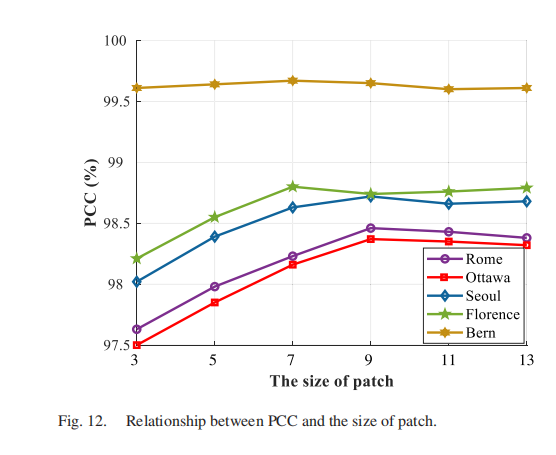 100
99.5
99
98.5
98
97.5
PCC (%)
3 5 7 9 11 13
The size of patch
Rome
Ottawa
Seoul
Florence
Bern
Fig. 12. Relationship between PCC and the size of patch.